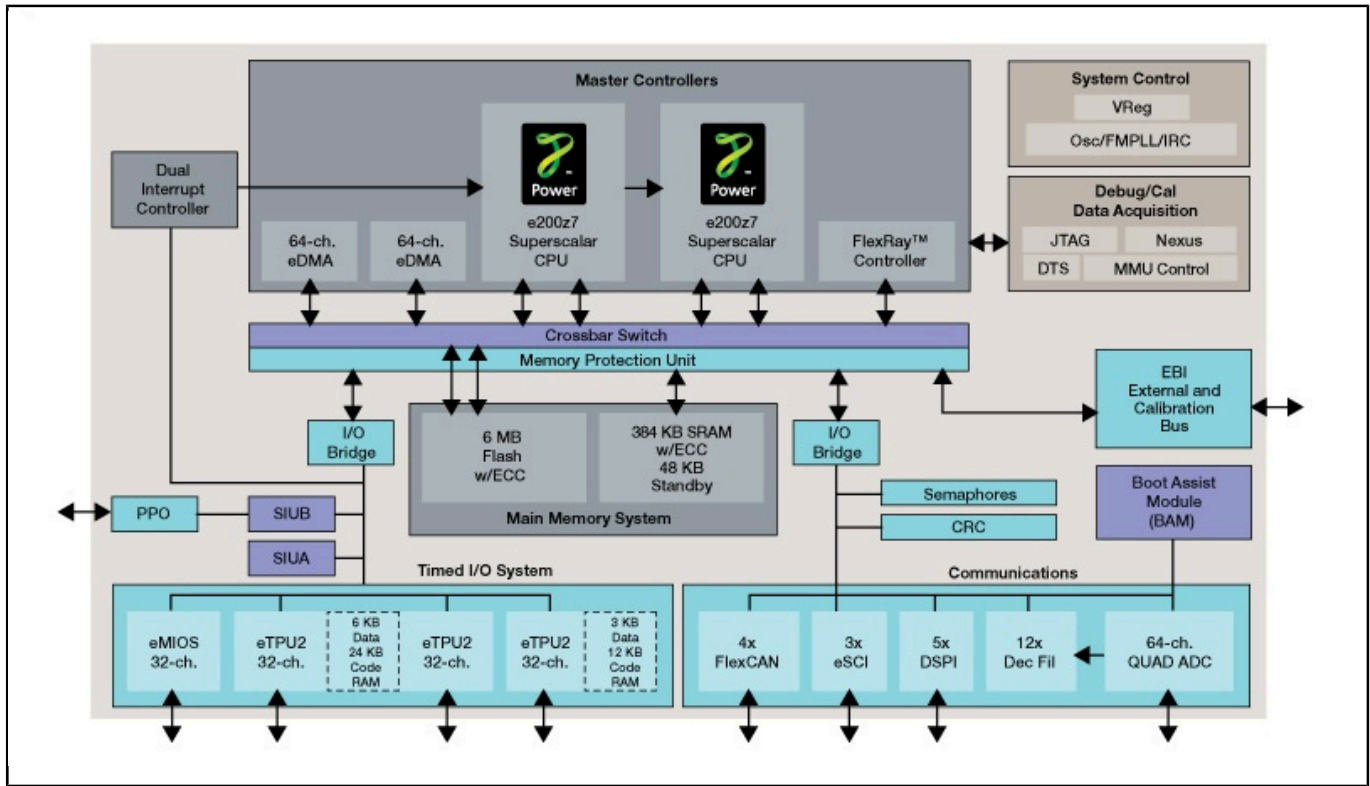 Master Controllers
Power
e200z7
Superscalar
CPU
Power
e200z7
Superscalar
CPU
64-ch.
eDMA
64-ch.
eDMA
FlexRay™
Controller
System Control
VReg
Osc/FMPLL/IRC
Dual
Interrupt
Controller
Debug/Cal
Data Acquisition
JTAG
Nexus
DTS
MMU Control
Crossbar Switch
Memory Protection Unit
EBI
External and
Calibration
Bus
I/O
Bridge
6 MB
Flash
w/ECC
384 KB SRAM
w/ECC
48 KB
Standby
Main Memory System
I/O
Bridge
Semaphores
CRC
Boot Assist
Module
(BAM)
PPO
SIUB
SIUA
Timed I/O System
eMIOS
32-ch.
eTPU2
32-ch.
6 KB
Data
24 KB
Code
RAM
eTPU2
32-ch.
eTPU2
32-ch.
3 KB
Data
12 KB
Code
RAM
Communications
4x
FlexCAN
3x
eSCI
5x
DSPI
12x
Dec Fil
64-ch.
QUAD ADC